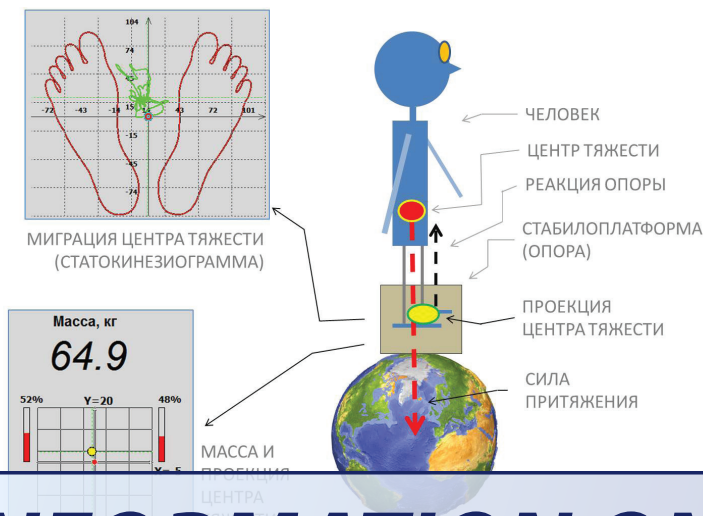 104
74
45
15
-72 -43 -14 14 43 72 101
-15
-45
-74
МИГРАЦИЯ ЦЕНТРА ТЯЖЕСТИ
(СТАТОКИНЕЗИОГРАММА)
ЧЕЛОВЕК
ЦЕНТР ТЯЖЕСТИ
РЕАКЦИЯ ОПОРЫ
СТАБИЛОПЛАТФОРМА
(ОПОРА)
ПРОЕКЦИЯ
ЦЕНТРА ТЯЖЕСТИ
СИЛА
ПРИТЯЖЕНИЯ
Масса, кг
64.9
52% Y=20 48%
МАССА И
ПРОЕКЦИЯ
ЦЕНТРА